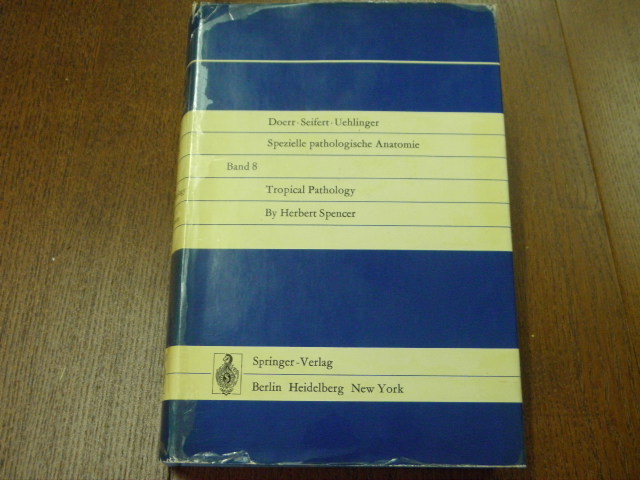 Doerr · Seifert · Uehlinger
Spezielle pathologische Anatomie
Band 8
Tropical Pathology
By Herbert Spencer
Springer-Verlag
Berlin Heidelberg New York